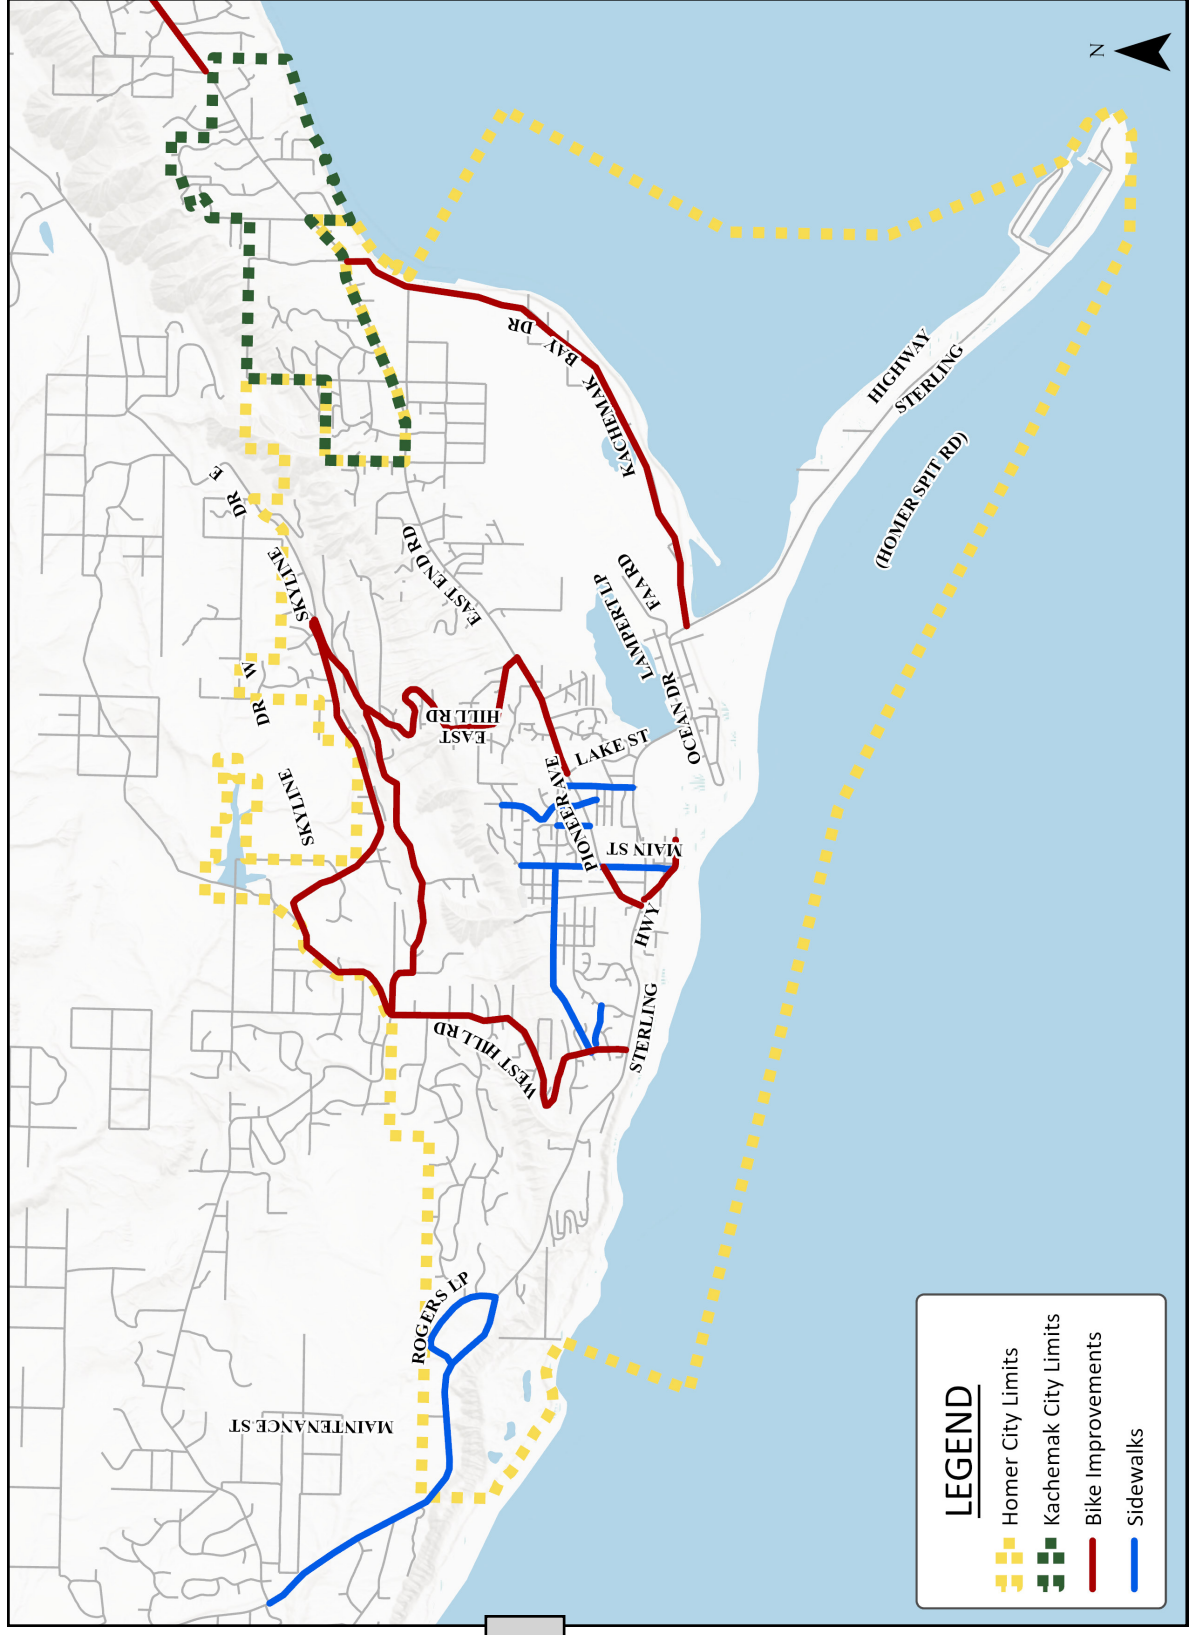 N
SKYLINE
DR E
SKYLINE
DR W
EAST END RD
KACHEMAK
BAY
DR
EAST
HILL RD
LAMPERT LP
FAA RD
OCEAN DR
LAKE ST
PIONEER AVE
MAIN ST
HWY
STERLING
WEST HILL RD
ROGERS LP
MAINTENANCE ST
HIGHWAY
STERLING
(HOMER SPIT RD)
LEGEND
Homer City Limits
Kachemak City Limits
Bike Improvements
Sidewalks